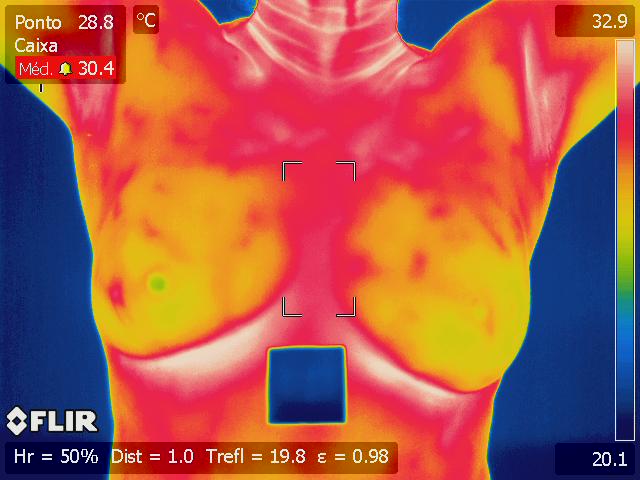 Ponto 28.8 °C
Caixa
Méd. 30.4
32.9
FLIR
Hr = 50% Dist = 1.0 Trefl = 19.8 ε = 0.98
20.1